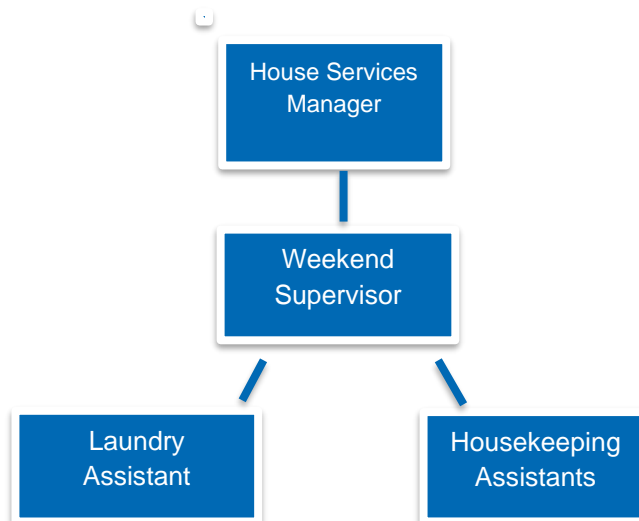 House Services
Manager
Weekend
Supervisor
Laundry
Assistant
Housekeeping
Assistants